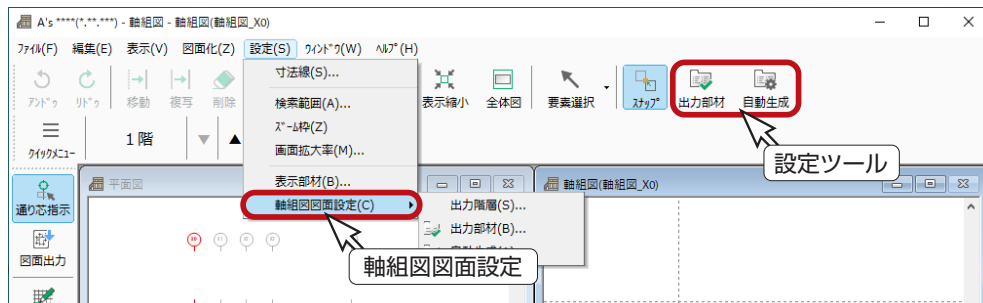 A's ****(*.**.***) - 軸組図 - 軸組図(軸組図_X0)
ﾌｧｲﾙ(F) 編集(E) 表示(V) 図面化(Z) 設定(S) ｳｨﾝﾄﾞｳ(W) ﾍﾙﾌﾟ(H)
ｱﾝﾄﾞｩ ﾘﾄﾞｩ 移動 複写 削除 表示縮小 全体図 要素選択 ｽﾅｯﾌﾟ 出力部材 自動生成
ｸｲｯｸﾒﾆｭｰ
1 階
寸法線(S)...
検索範囲(A)...
ｽﾞｰﾑ枠(Z)
画面拡大率(M)...
表示部材(B)...
軸組図図面設定(C)
出力階層(S)...
出力部材(B)...
設定ツール
軸組図図面設定
通り芯指示
図面出力
平面図
軸組図(軸組図_X0)